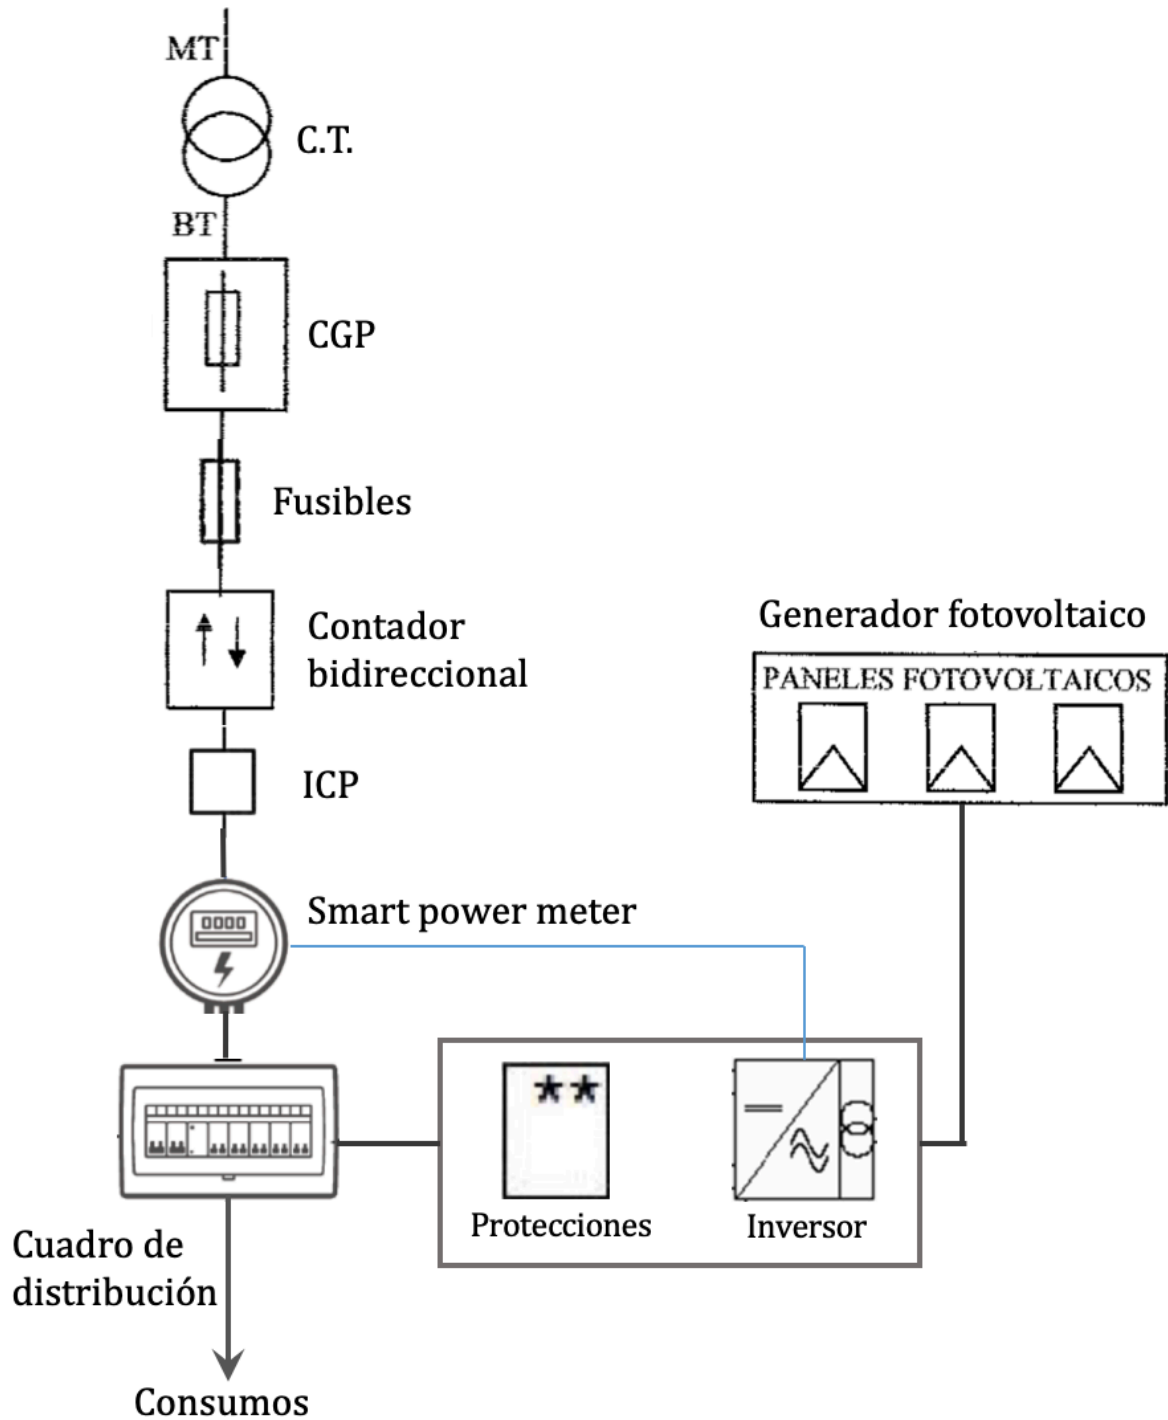 MT
C.T.
BT
CGP
Fusibles
Contador
bidireccional
ICP
Generador fotovoltaico
PANELES FOTOVOLTAICOS
Smart power meter
0000
**
Protecciones
Inversor
Cuadro de
distribución
Consumos